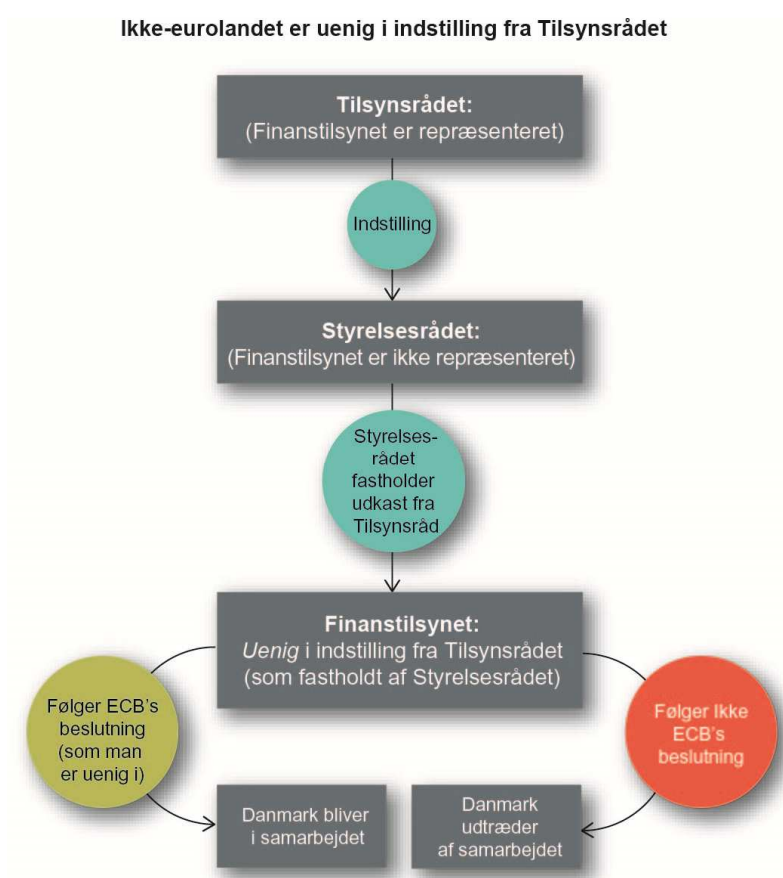 Ikke-eurolandet er uenig i indstilling fra Tilsynsrådet
Tilsynsrådet:
(Finanstilsynet er repræsenteret)
Indstilling
Styrelsesrådet:
(Finanstilsynet er ikke repræsenteret)
Styrelses-
rådet
fastholder
udkast fra
Tilsynsråd
Finanstilsynet:
Uenig i indstilling fra Tilsynsrådet
(som fastholdt af Styrelsesrådet)
Følger ECB's
beslutning
(som man
er uenig i)
Følger Ikke
ECB's
beslutning
Danmark bliver
i samarbejdet
Danmark
udtræder
af samarbejdet